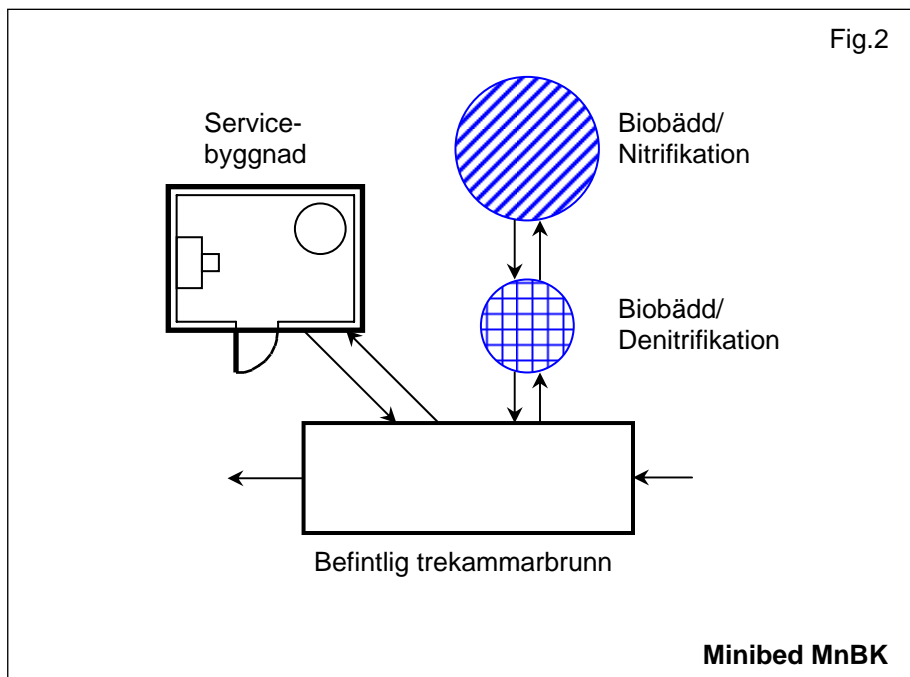 Fig.2
Service-
byggnad
Biobädd/
Nitrifikation
Biobädd/
Denitrifikation
Befintlig trekammarbrunn
Minibed MnBK